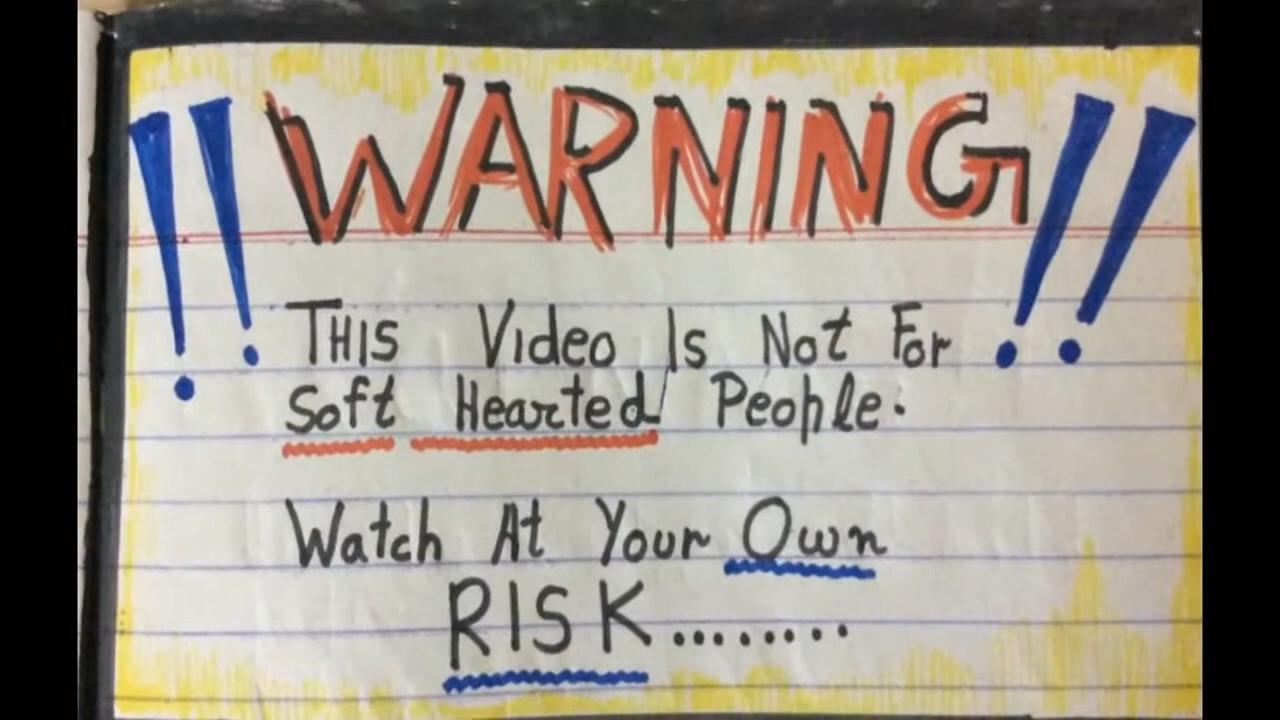 !! WARNING !!
THIS Video Is Not For
Soft Hearted People.
Watch At Your Own
RISK........